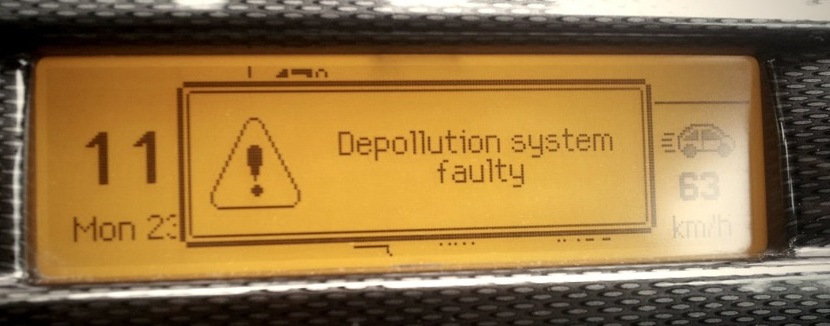 11
Mon 23
Depollution system
faulty
63
km/h